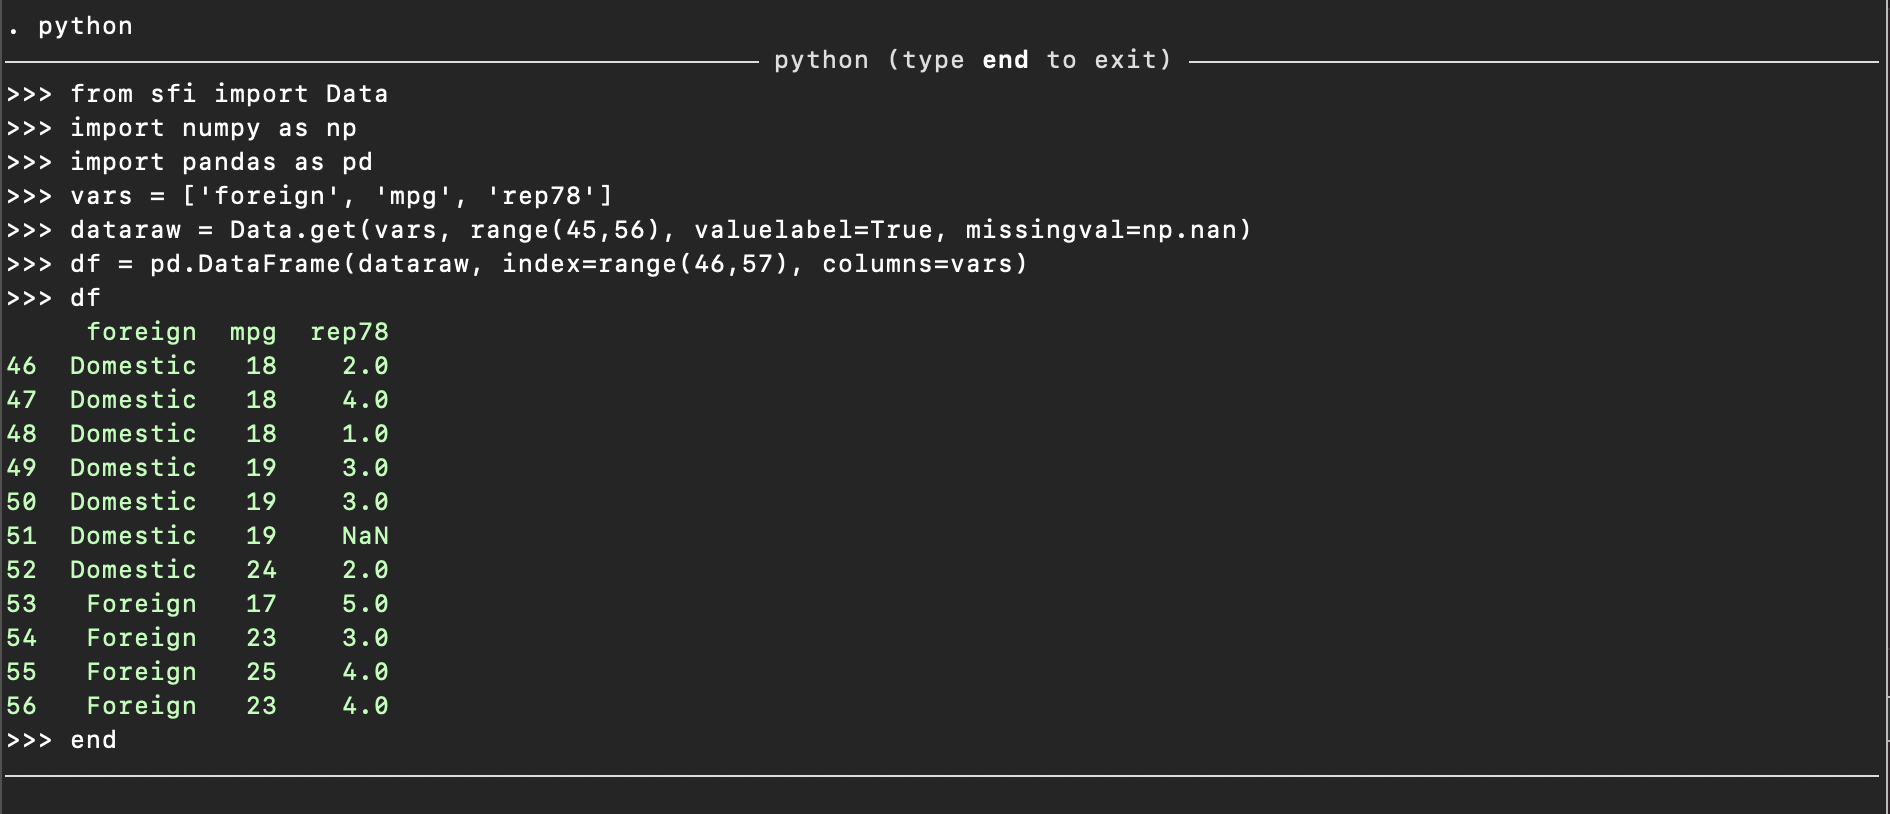 . python
python (type end to exit)
>>> from sfi import Data
>>> import numpy as np
>>> import pandas as pd
>>> vars = ['foreign', 'mpg', 'rep78']
>>> dataraw = Data.get(vars, range(45,56), valuelabel=True, missingval=np.nan)
>>> df = pd.DataFrame(dataraw, index=range(46,57), columns=vars)
>>> df
     foreign  mpg  rep78
46  Domestic   18    2.0
47  Domestic   18    4.0
48  Domestic   18    1.0
49  Domestic   19    3.0
50  Domestic   19    3.0
51  Domestic   19    NaN
52  Domestic   24    2.0
53   Foreign   17    5.0
54   Foreign   23    3.0
55   Foreign   25    4.0
56   Foreign   23    4.0
>>> end